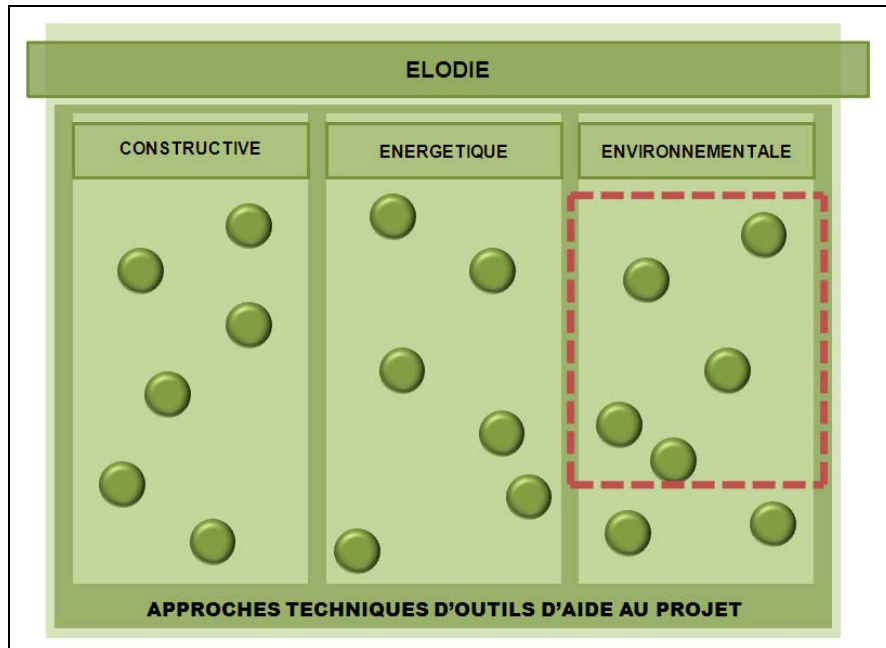 ELODIE
CONSTRUCTIVE
ENERGETIQUE
ENVIRONNEMENTALE
APPROCHES TECHNIQUES D'OUTILS D'AIDE AU PROJET